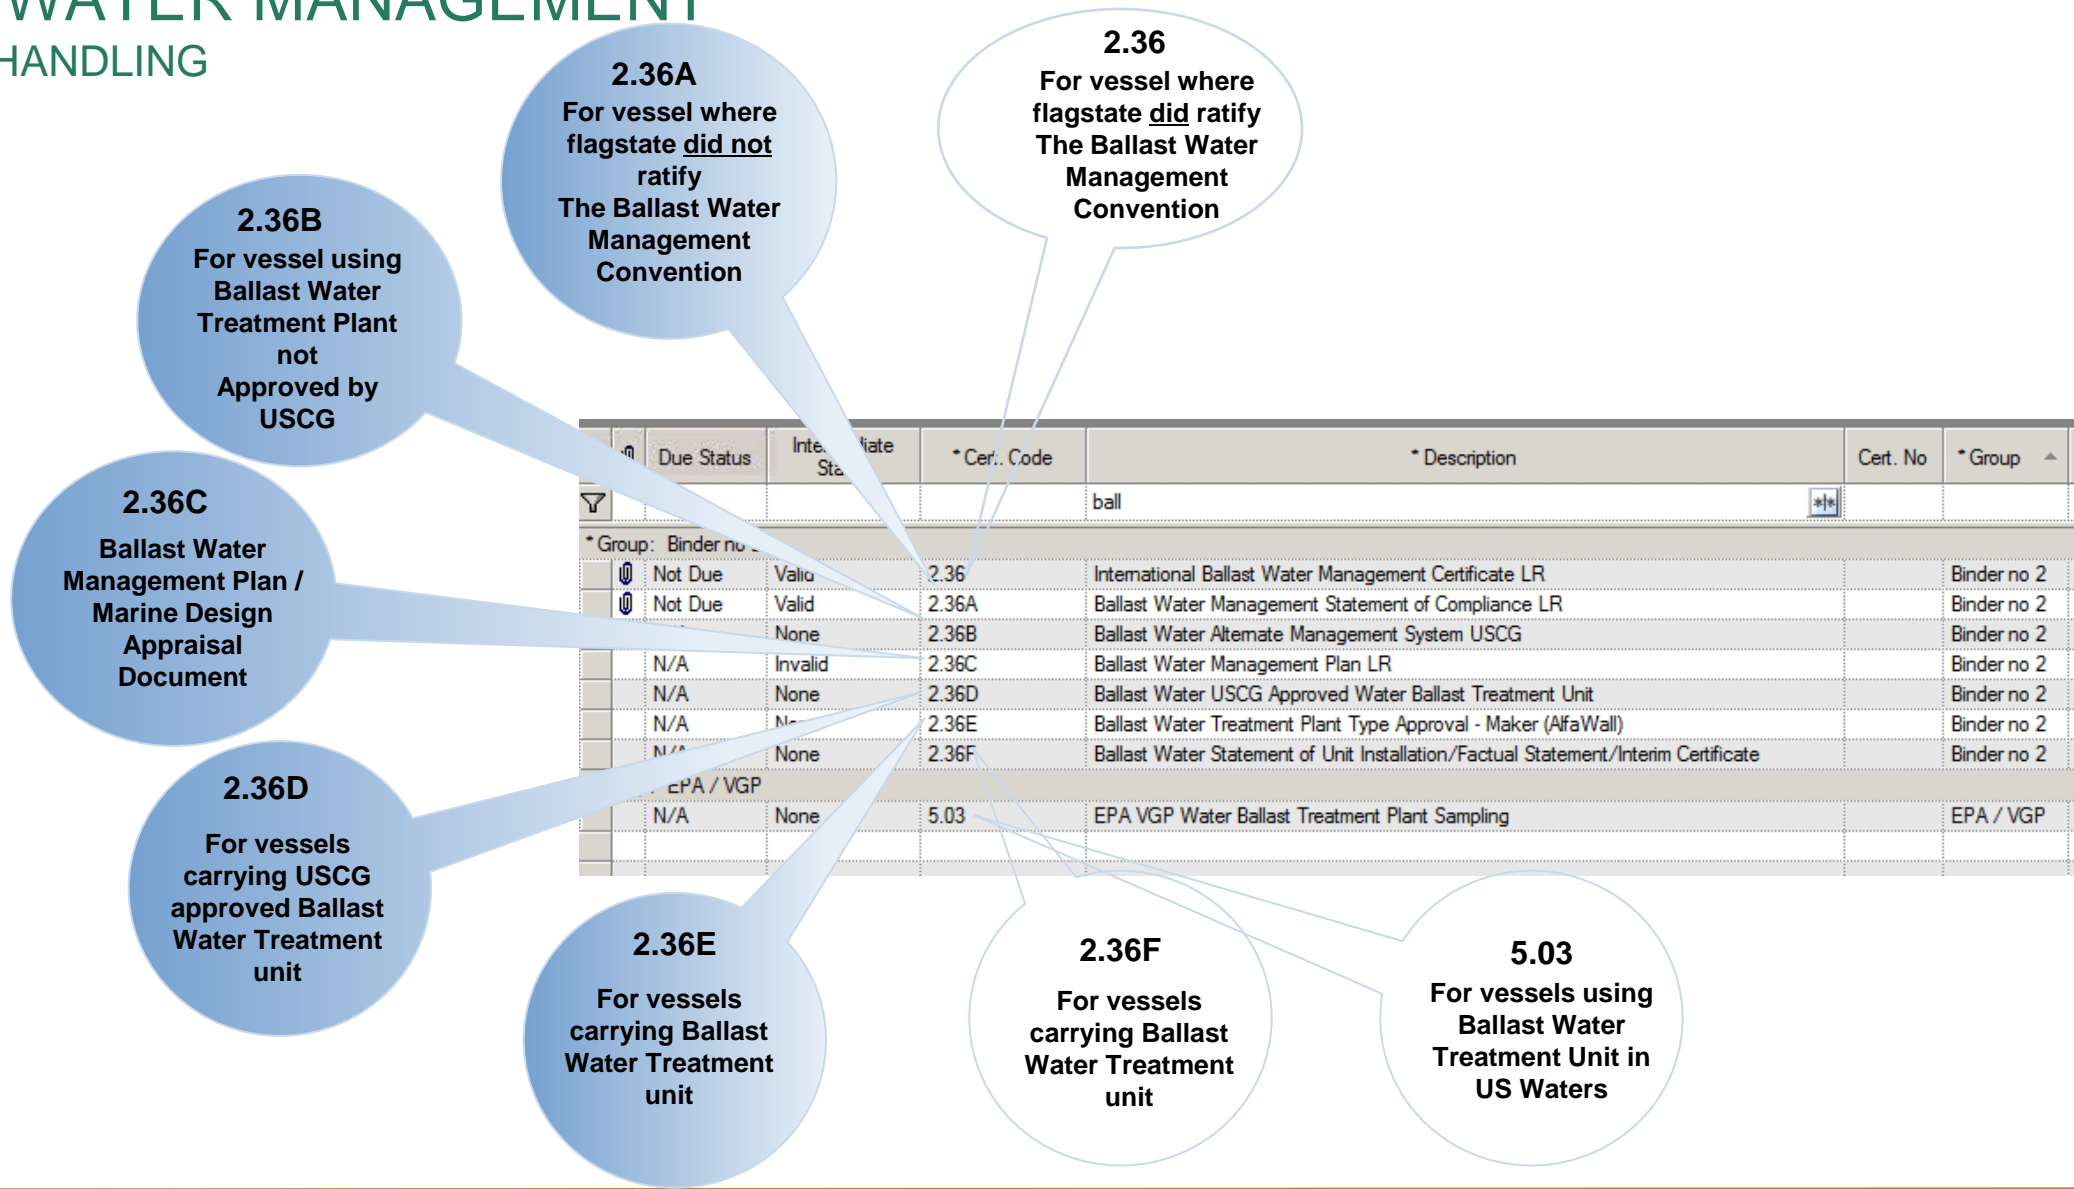 WATER MANAGEMENT
HANDLING
2.36A
For vessel where
flagstate did not
ratify
The Ballast Water
Management
Convention
2.36
For vessel where
flagstate did ratify
The Ballast Water
Management
Convention
2.36B
For vessel using
Ballast Water
Treatment Plant
not
Approved by
USCG
2.36C
Ballast Water
Management Plan /
Marine Design
Appraisal
Document
2.36D
For vessels
carrying USCG
approved Ballast
Water Treatment
unit
Due Status * Cert. Code * Description Cert. No * Group
ball *|*
* Group: Binder no
Not Due Valid 2.36 International Ballast Water Management Certificate LR Binder no 2
Not Due Valid 2.36A Ballast Water Management Statement of Compliance LR Binder no 2
None 2.36B Ballast Water Alternate Management System USCG Binder no 2
N/A Invalid 2.36C Ballast Water Management Plan LR Binder no 2
N/A None 2.36D Ballast Water USCG Approved Water Ballast Treatment Unit Binder no 2
N/A 2.36E Ballast Water Treatment Plant Type Approval - Maker (AlfaWall) Binder no 2
N/A None 2.36F Ballast Water Statement of Unit Installation/Factual Statement/Interim Certificate Binder no 2
EPA / VGP
N/A None 5.03 EPA VGP Water Ballast Treatment Plant Sampling EPA / VGP
2.36E
For vessels
carrying Ballast
Water Treatment
unit
2.36F
For vessels
carrying Ballast
Water Treatment
unit
5.03
For vessels using
Ballast Water
Treatment Unit in
US Waters